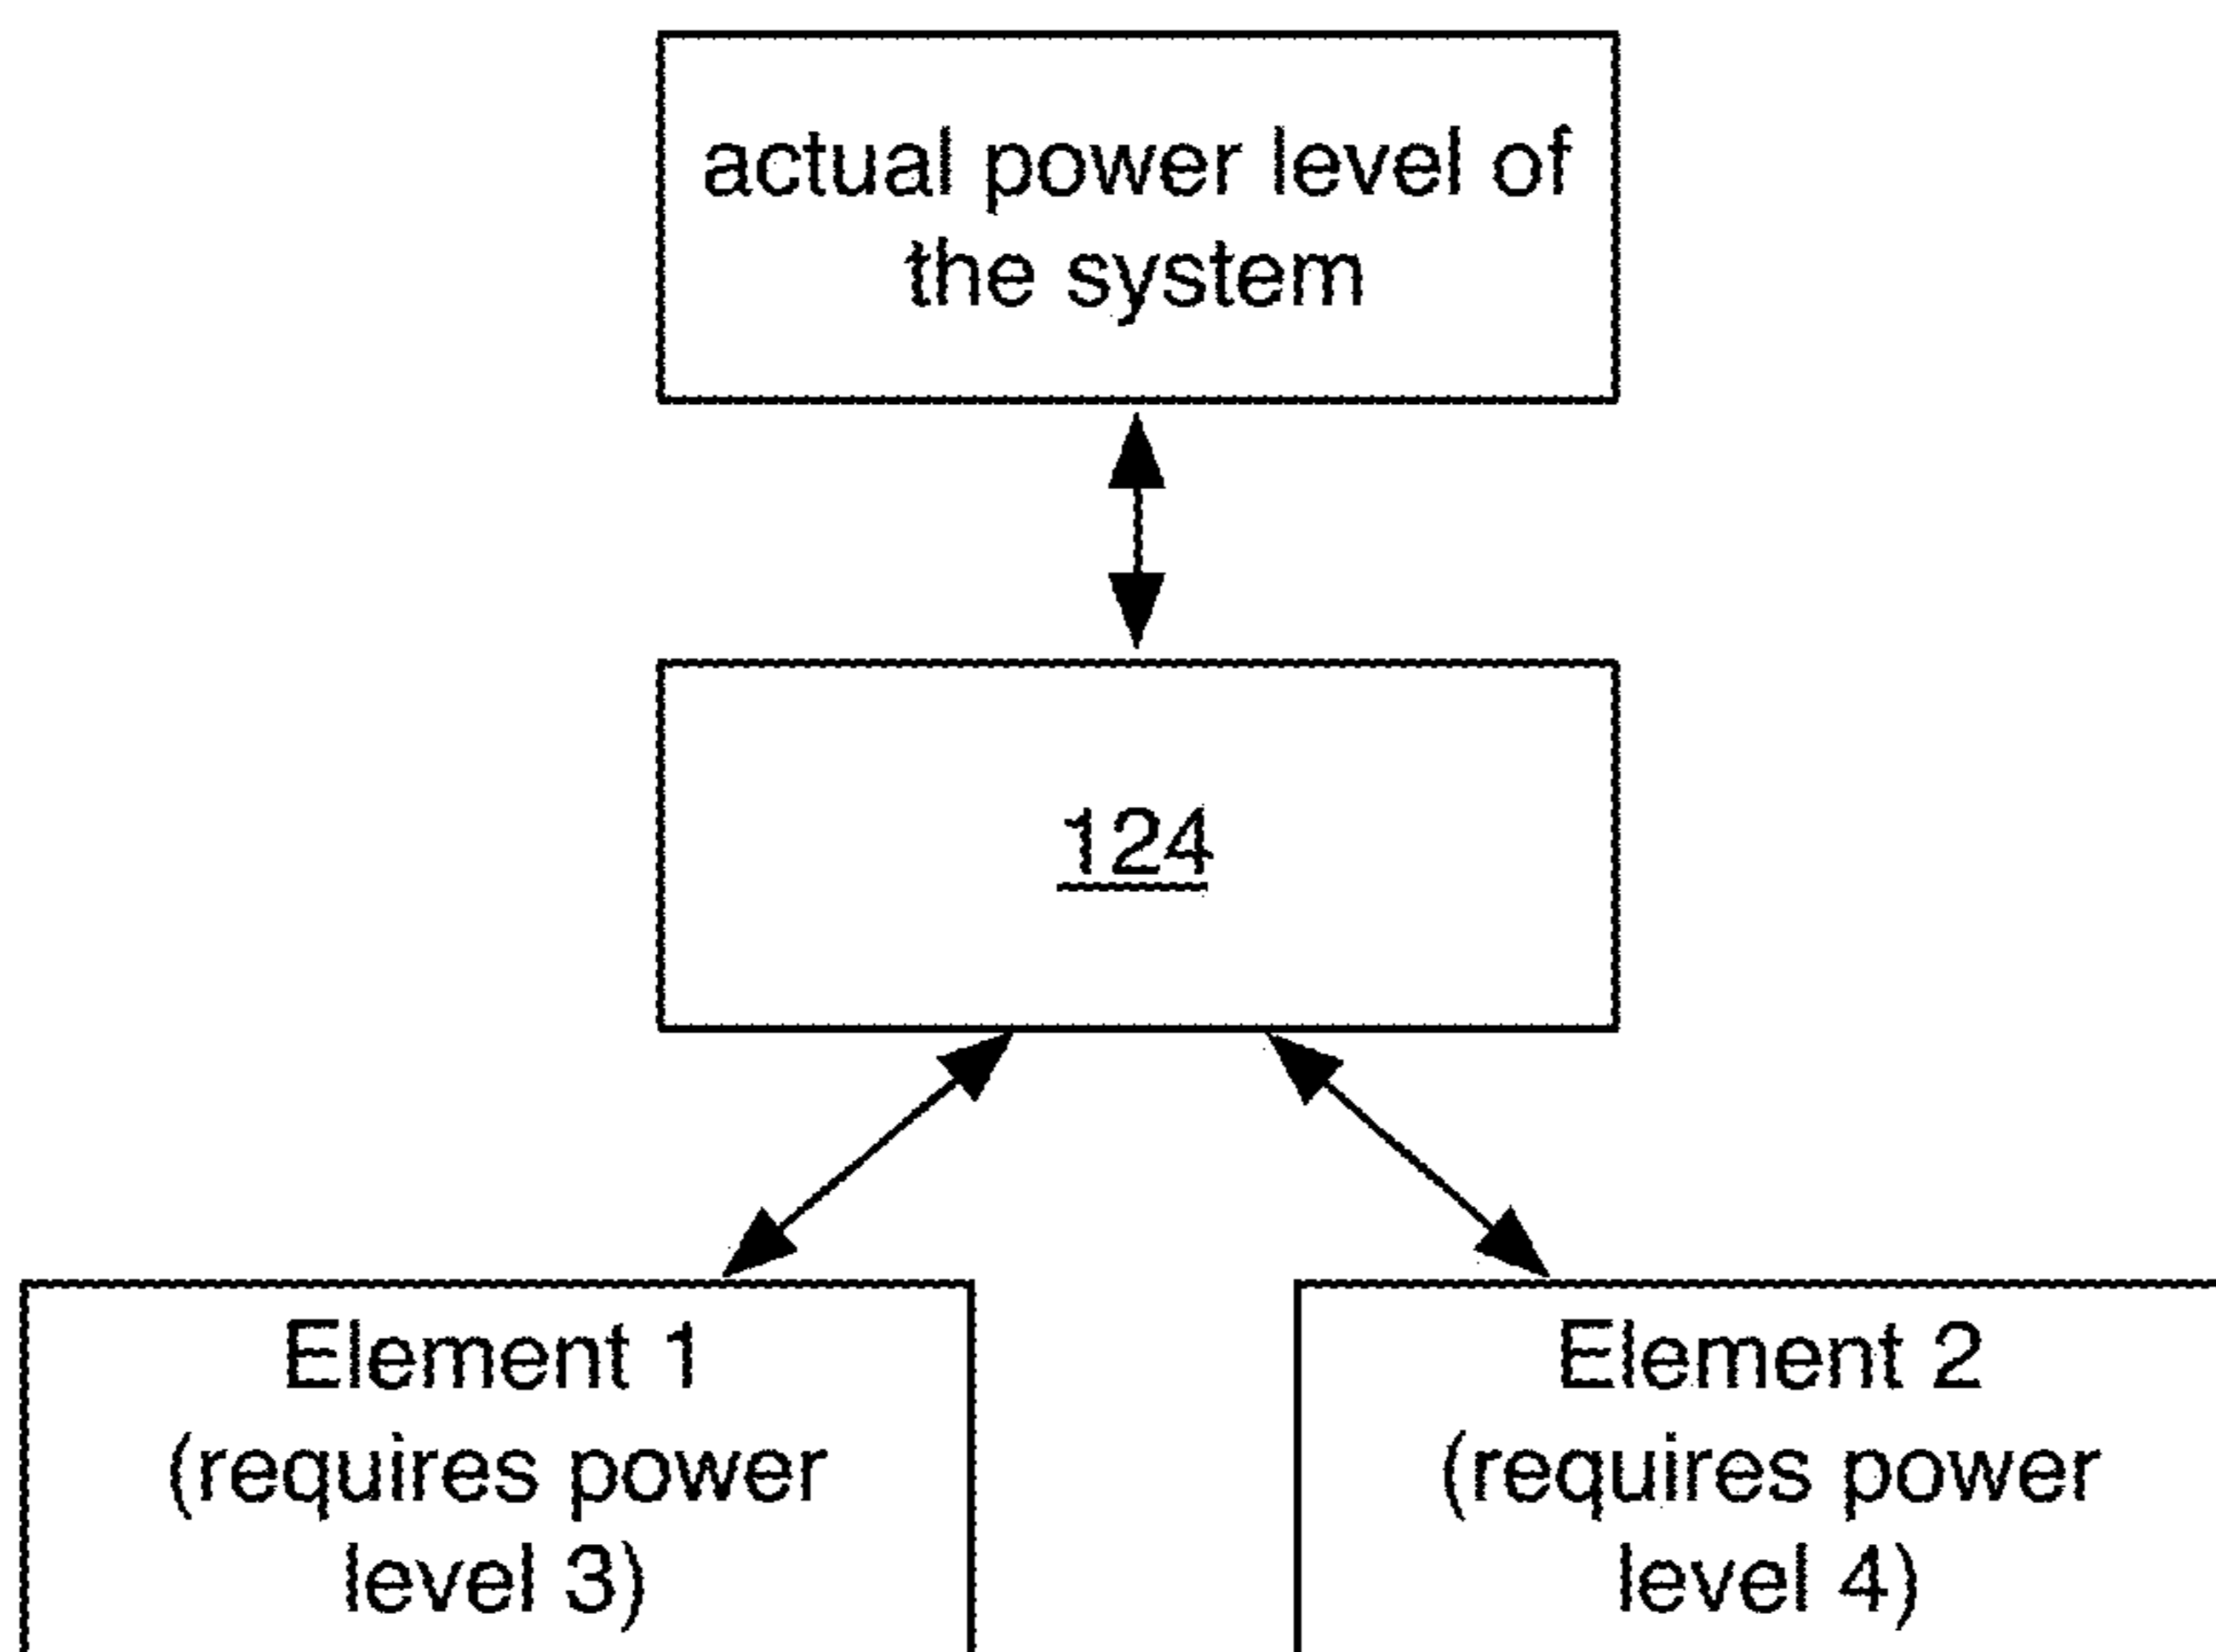 actual power level of
the system
124
Element 1
(requires power
level 3)
Element 2
(requires power
level 4)